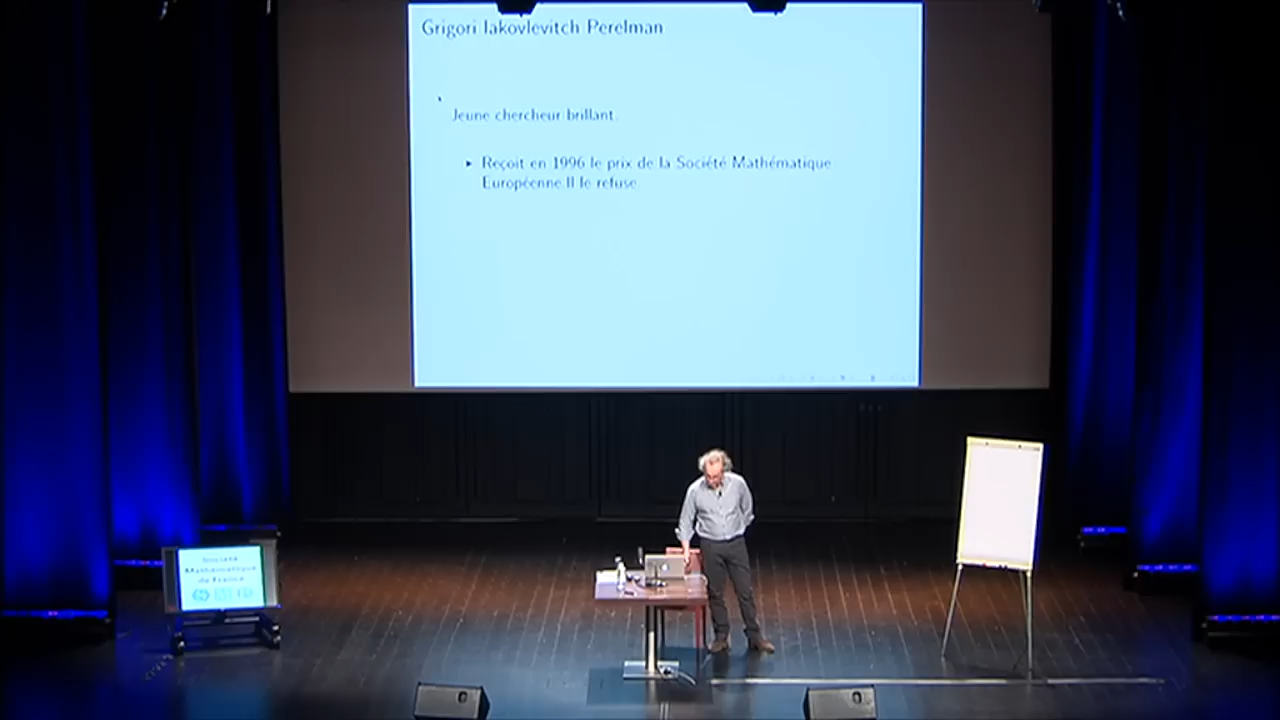 Grigori Iakovlevitch Perelman
Jeune chercheur brillant.
Reçoit en 1996 le prix de la Société Mathématique
Européenne.Il le refuse.
Société
Mathématique
de France